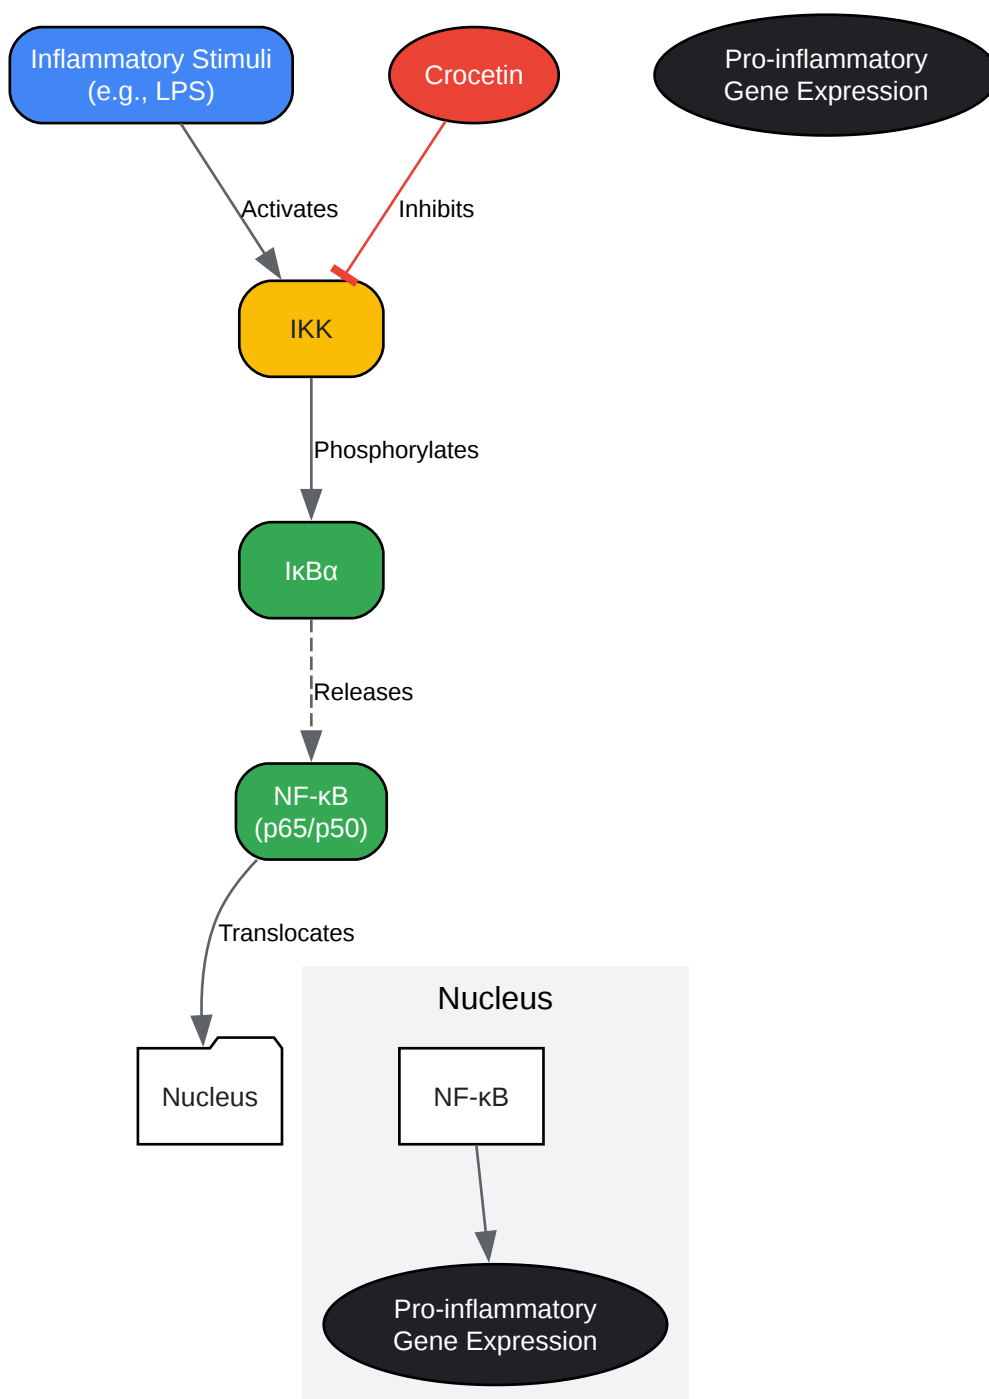 Inflammatory Stimuli
(e.g., LPS)
Crocetin
Pro-inflammatory
Gene Expression
Activates
Inhibits
IKK
Phosphorylates
IκBα
Releases
NF-κB
(p65/p50)
Translocates
Nucleus
Nucleus
NF-κB
Pro-inflammatory
Gene Expression